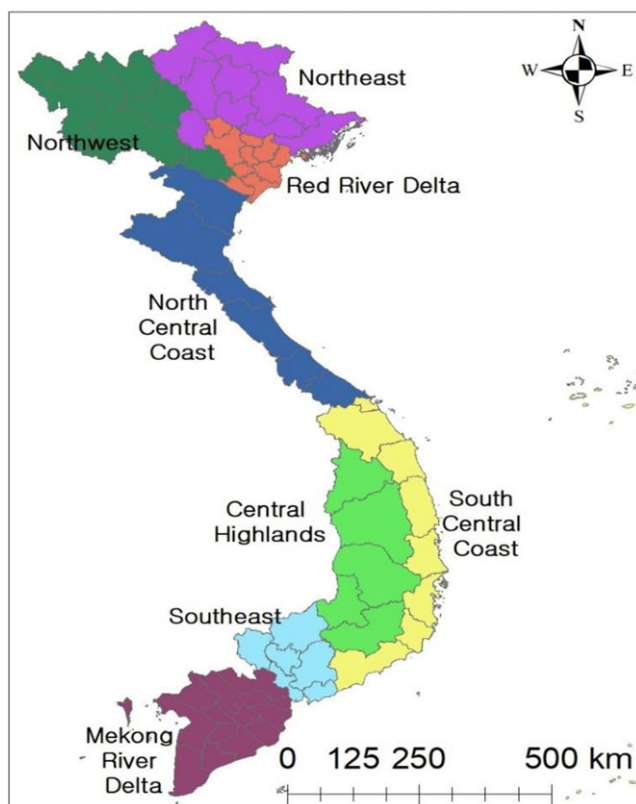 N
W E
S
Northeast
Northwest
Red River Delta
North
Central
Coast
Central
Highlands
South
Central
Coast
Southeast
Mekong
River
Delta
0 125 250 500 km